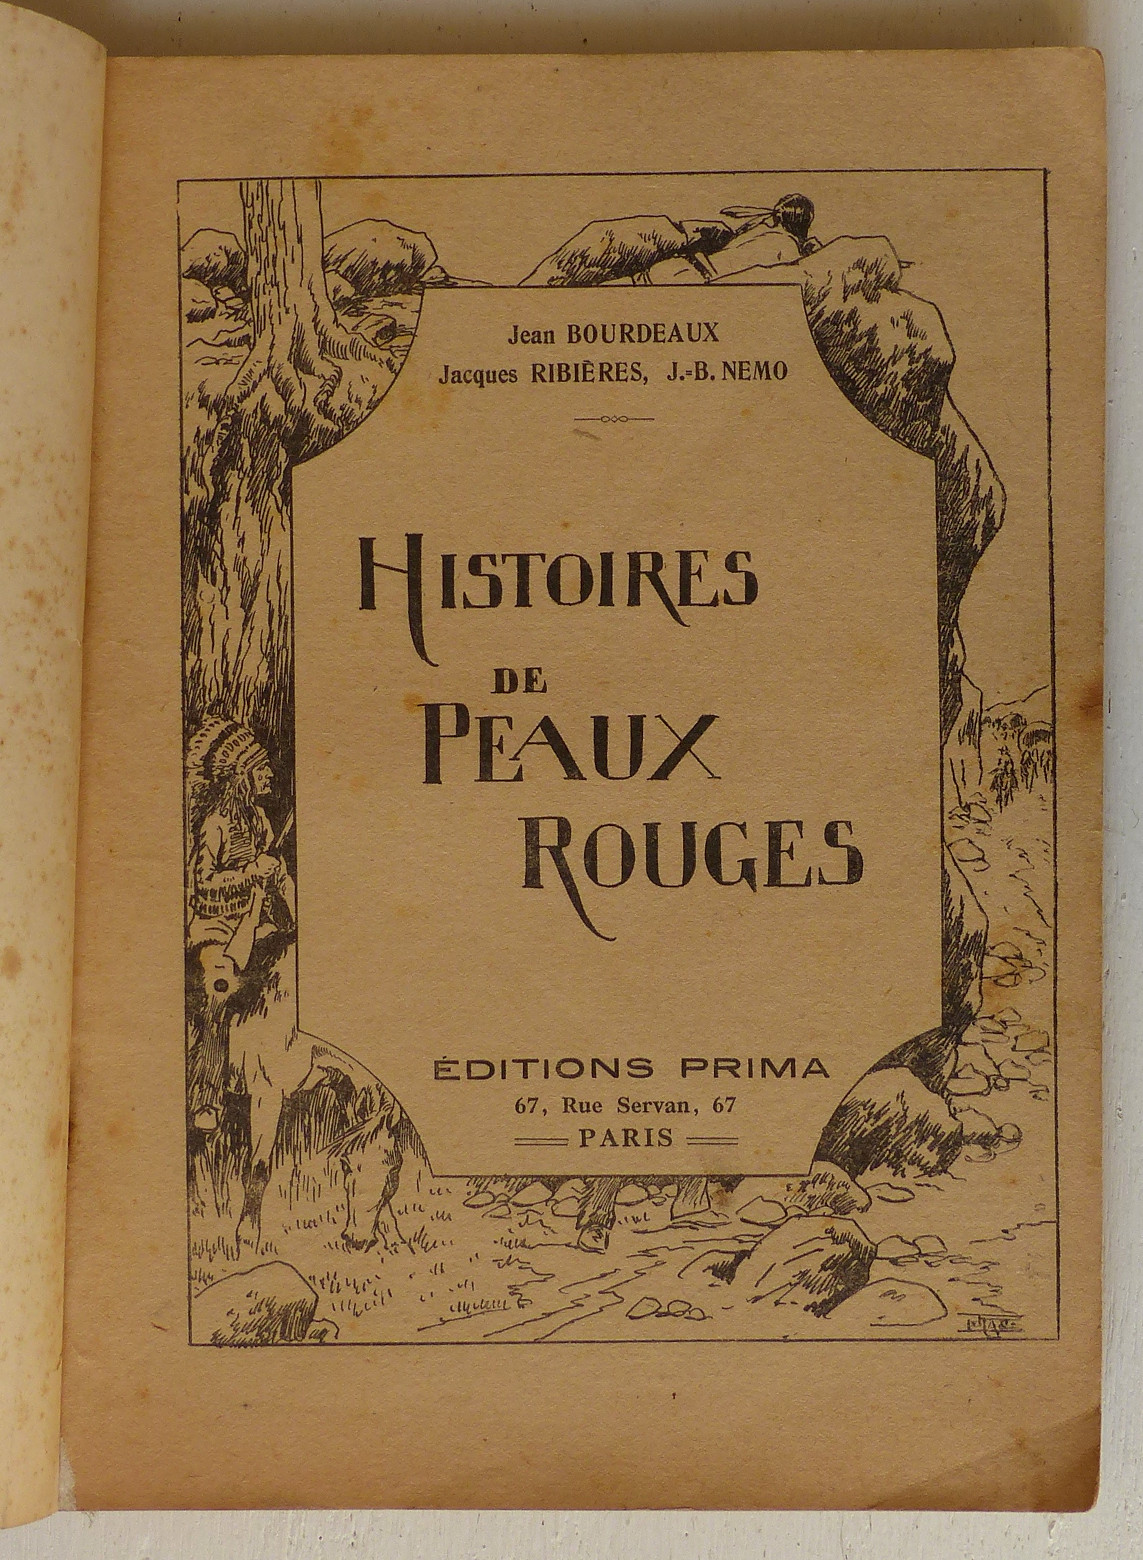 Jean BOURDEAUX
Jacques RIBIÈRES, J.-B. NEMO
HISTOIRES
DE
PEAUX
ROUGES
ÉDITIONS PRIMA
67, Rue Servan, 67
PARIS